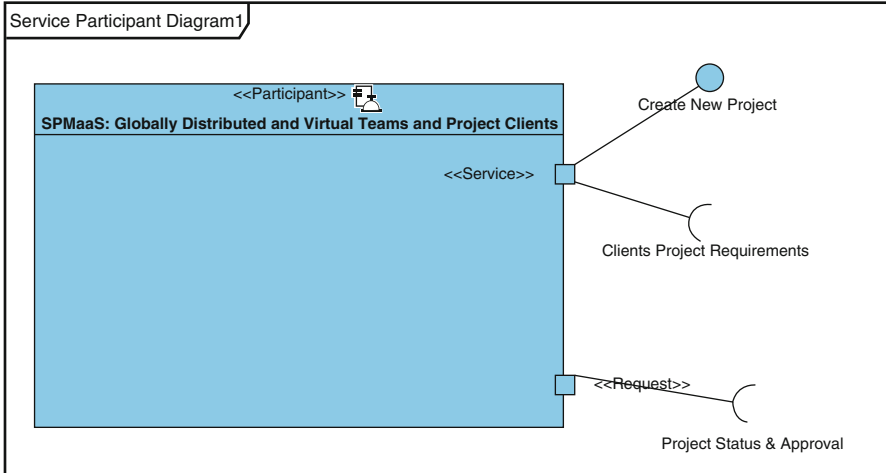 Service Participant Diagram1
<<Participant>>
SPMaaS: Globally Distributed and Virtual Teams and Project Clients
Create New Project
<<Service>>
Clients Project Requirements
<<Request>>
Project Status & Approval